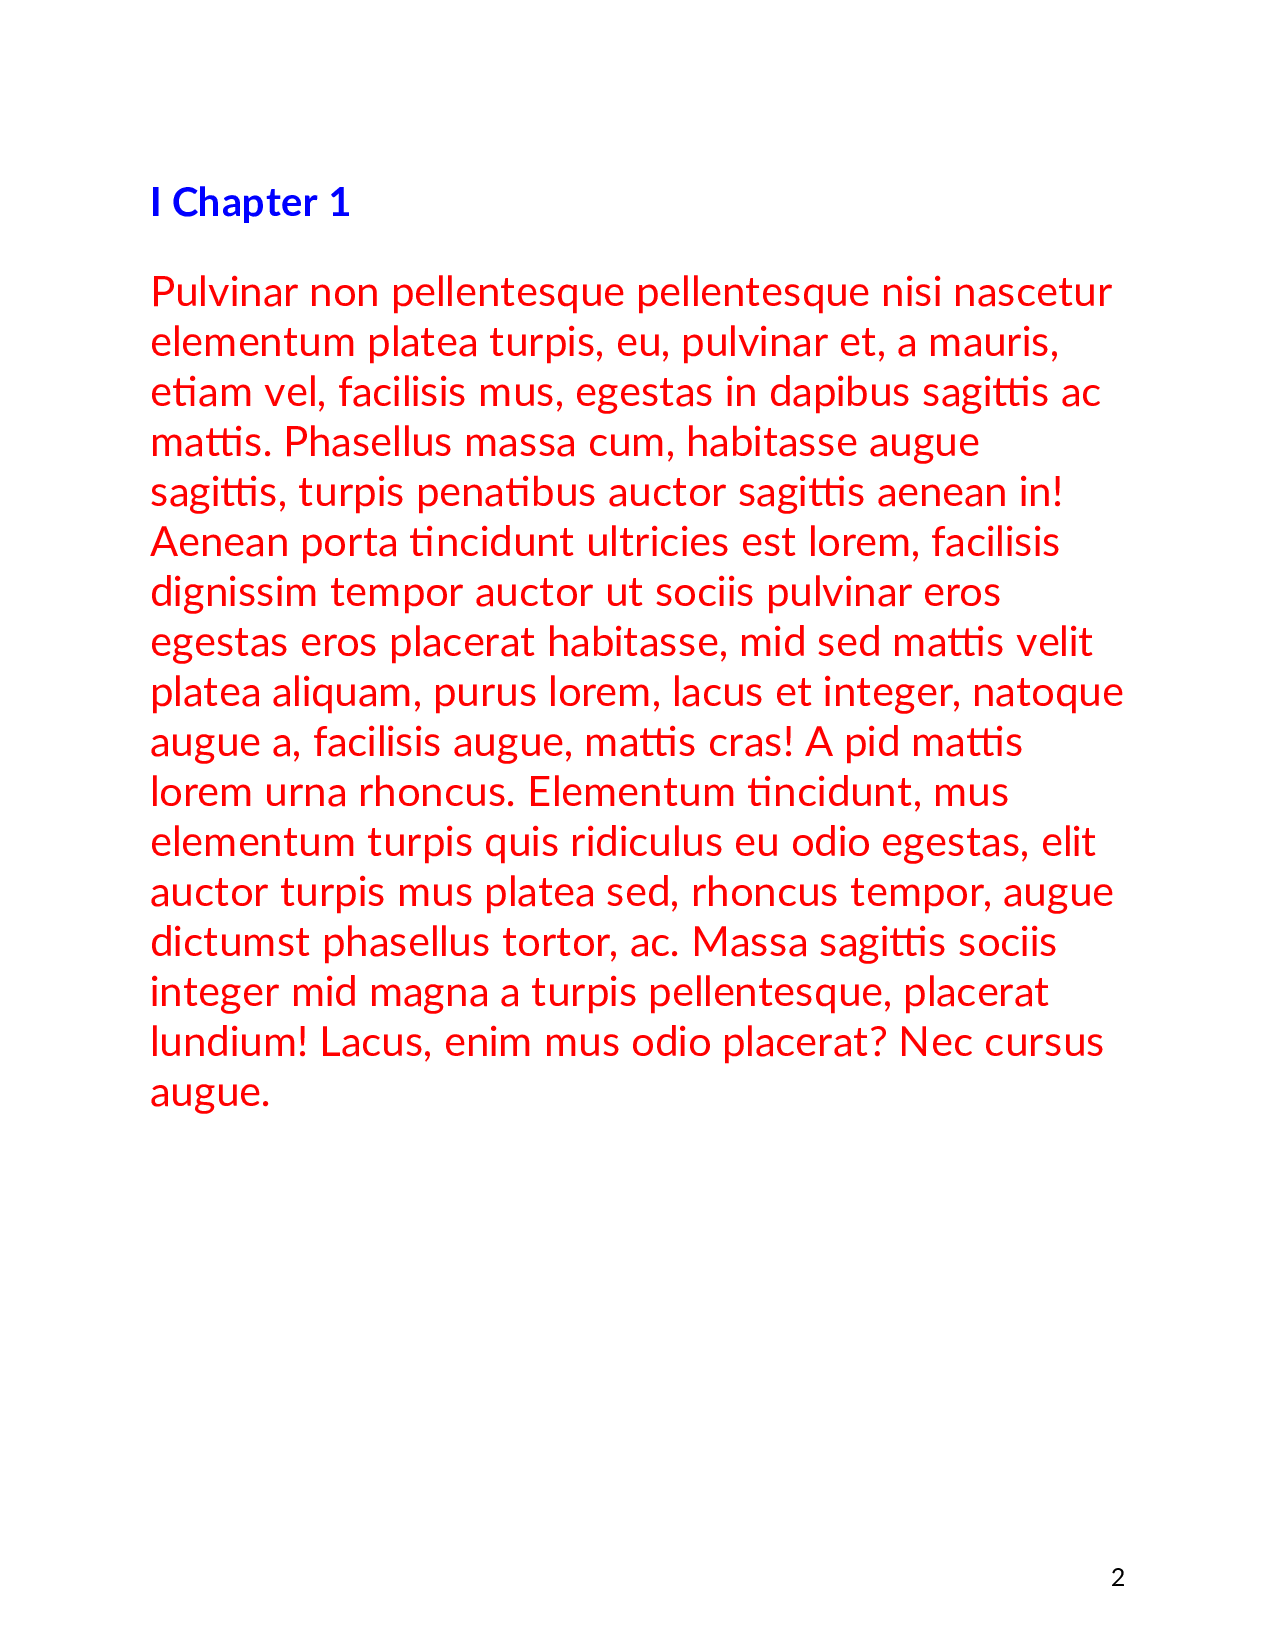 I Chapter 1
Pulvinar non pellentesque pellentesque nisi nascetur
elementum platea turpis, eu, pulvinar et, a mauris,
etiam vel, facilisis mus, egestas in dapibus sagittis ac
mattis. Phasellus massa cum, habitasse augue
sagittis, turpis penatibus auctor sagittis aenean in!
Aenean porta tincidunt ultricies est lorem, facilisis
dignissim tempor auctor ut sociis pulvinar eros
egestas eros placerat habitasse, mid sed mattis velit
platea aliquam, purus lorem, lacus et integer, natoque
augue a, facilisis augue, mattis cras! A pid mattis
lorem urna rhoncus. Elementum tincidunt, mus
elementum turpis quis ridiculus eu odio egestas, elit
auctor turpis mus platea sed, rhoncus tempor, augue
dictumst phasellus tortor, ac. Massa sagittis sociis
integer mid magna a turpis pellentesque, placerat
lundium! Lacus, enim mus odio placerat? Nec cursus
augue.
2